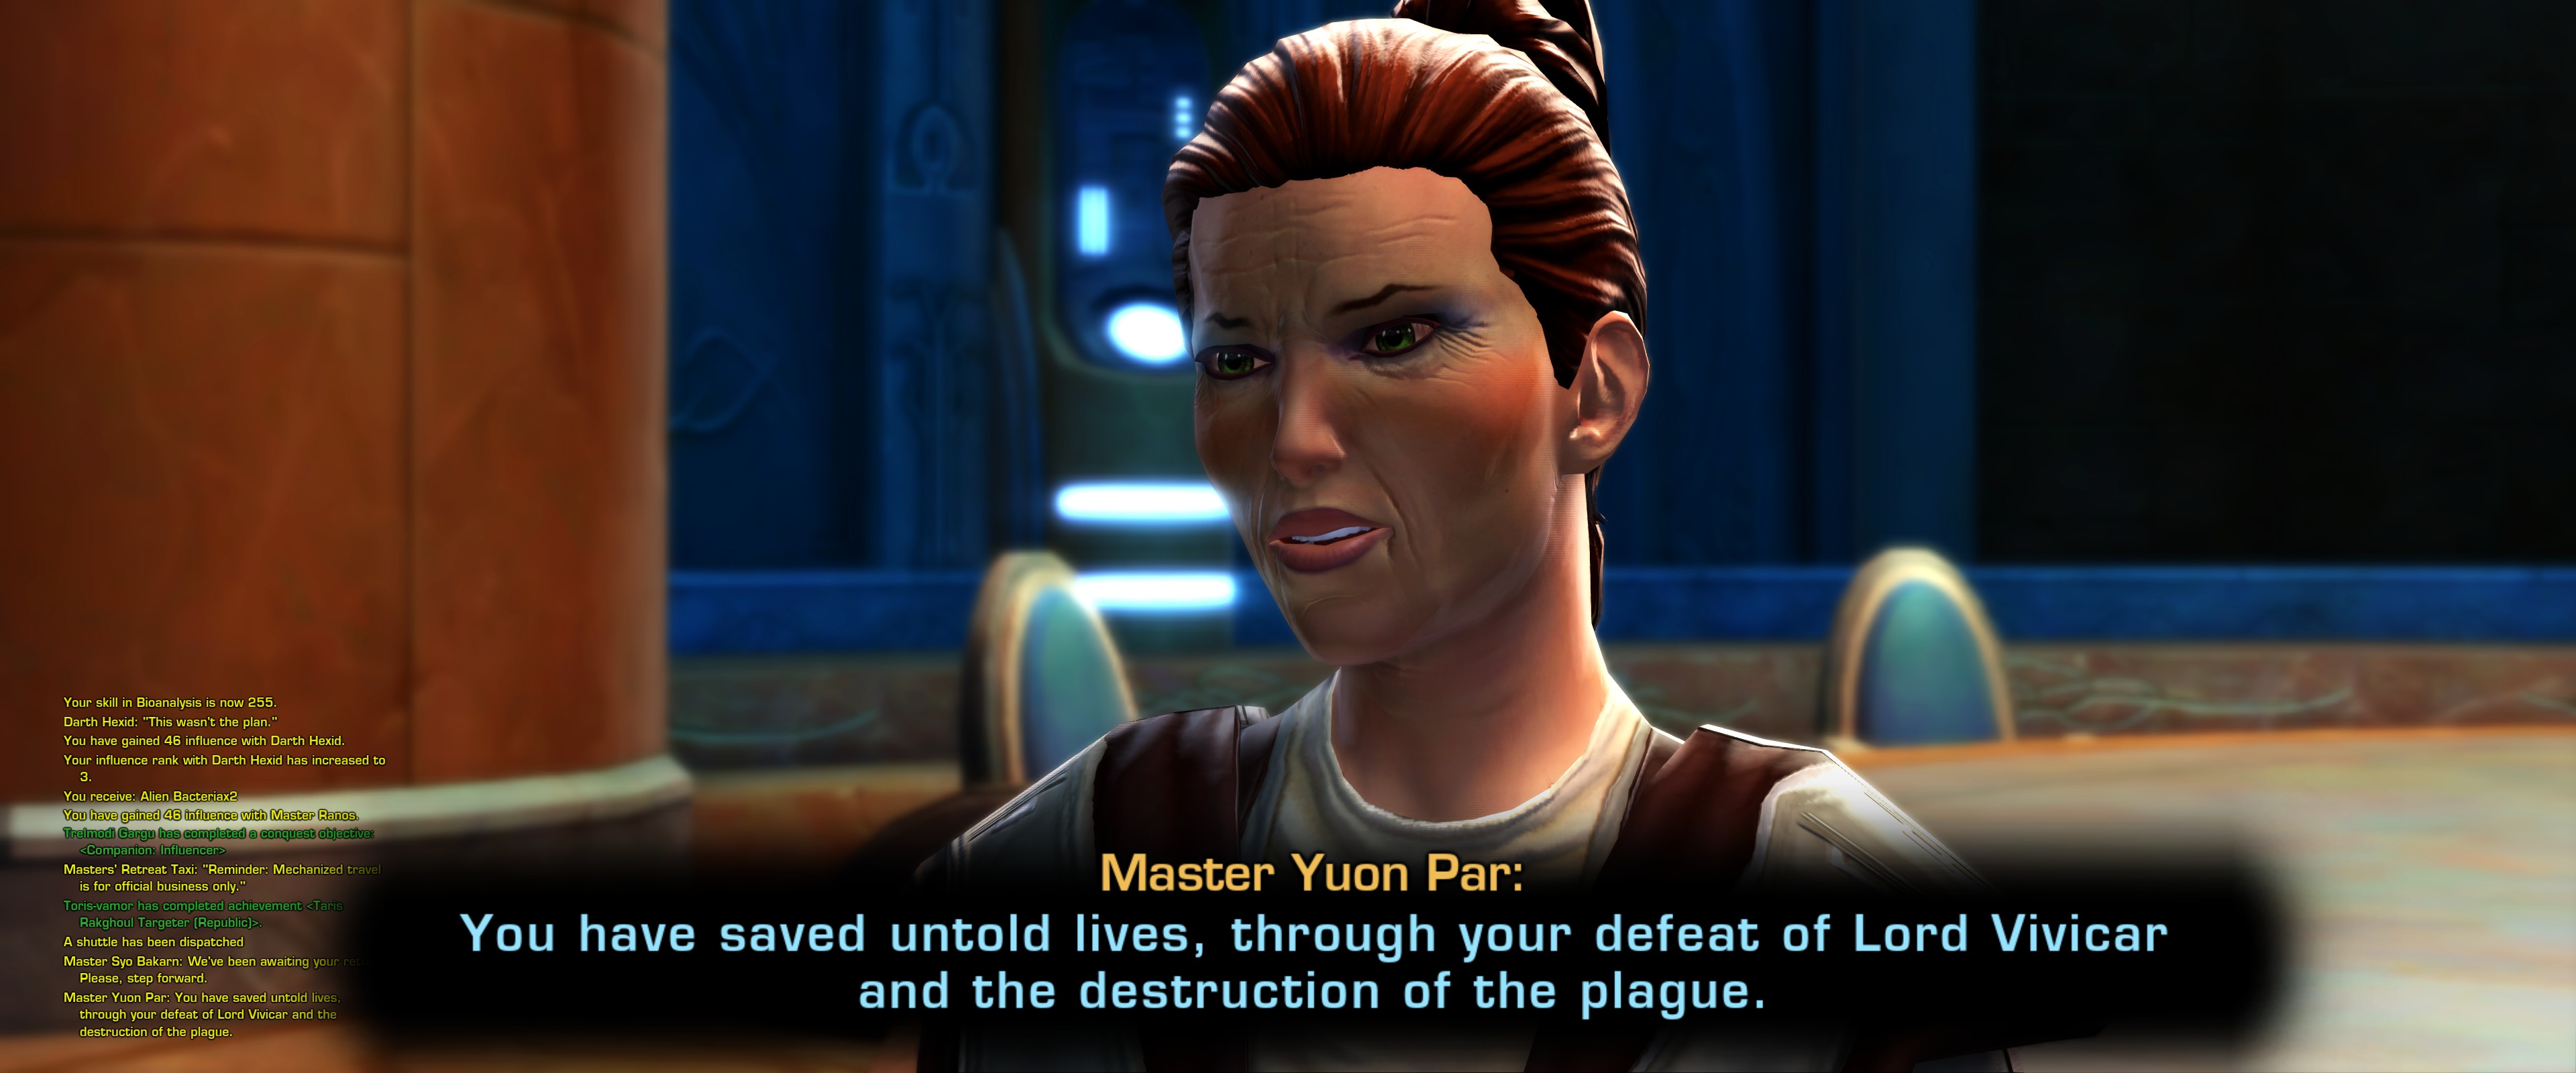 Your skill in Bioanalysis is now 255.
Darth Hexid: "This wasn't the plan."
You have gained 46 influence with Darth Hexid.
Your influence rank with Darth Hexid has increased to
3.
You receive: Alien Bacteriax2
You have gained 46 influence with Master Ranos.
Trelmodi Gargu has completed a conquest objective:
<Companion: Influencer>
Masters' Retreat Taxi: "Reminder: Mechanized travel
is for official business only."
Toris-vamor has completed achievement <Taris
Rakghoul Targeter (Republic)>.
A shuttle has been dispatched
Master Syo Bakarn: We've been awaiting your
Please, step forward.
Master Yuon Par: You have saved untold lives,
through your defeat of Lord Vivicar and the
destruction of the plague.
Master Yuon Par:
You have saved untold lives, through your defeat of Lord Vivicar
and the destruction of the plague.